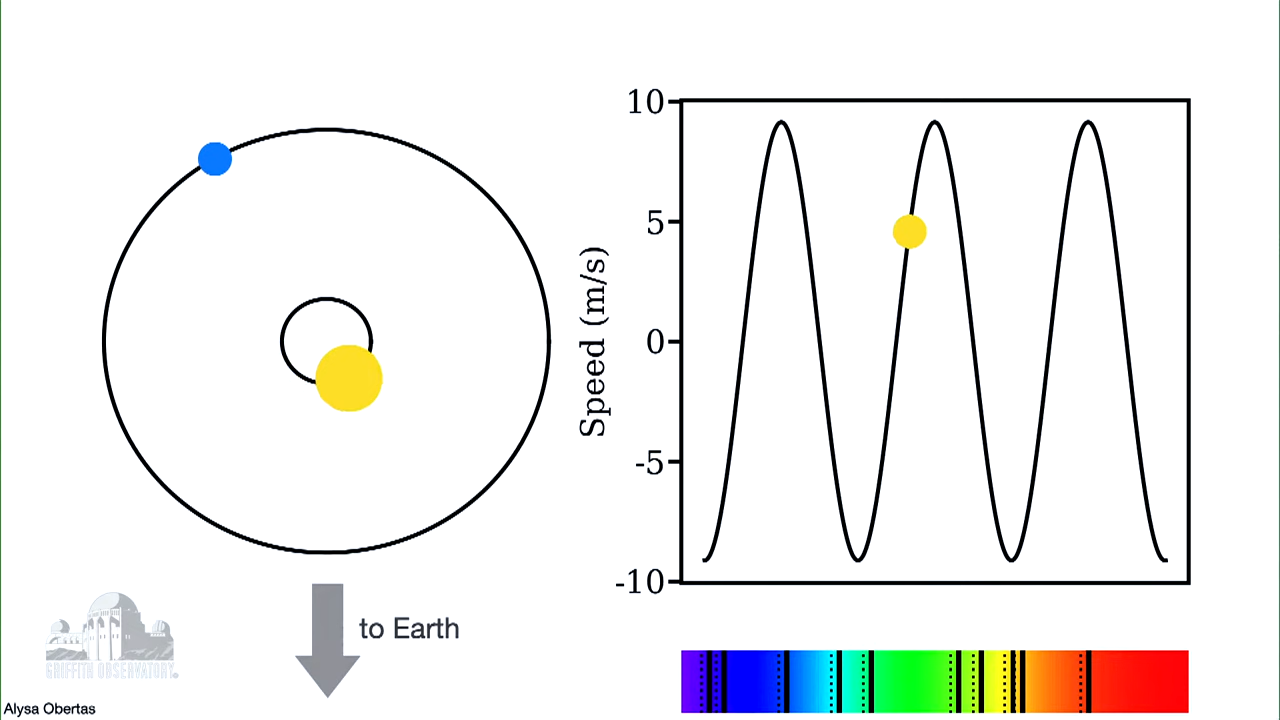 10
5
0
-5
-10
Speed (m/s)
to Earth
GRIFFITH OBSERVATORY
Alysa Obertas